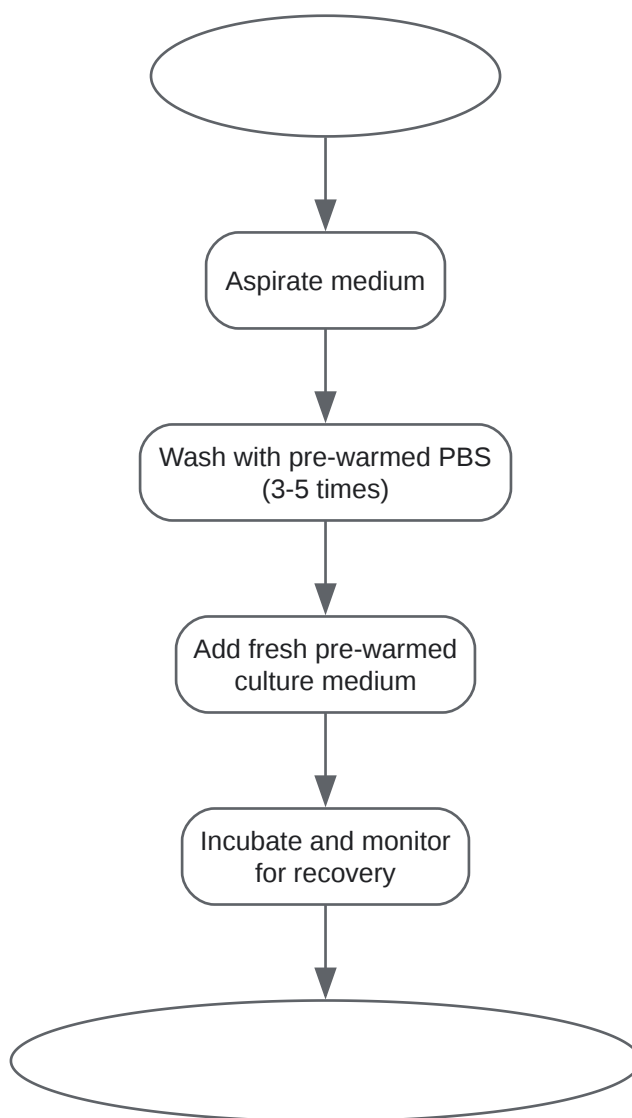 Aspirate medium
Wash with pre-warmed PBS
(3-5 times)
Add fresh pre-warmed
culture medium
Incubate and monitor
for recovery